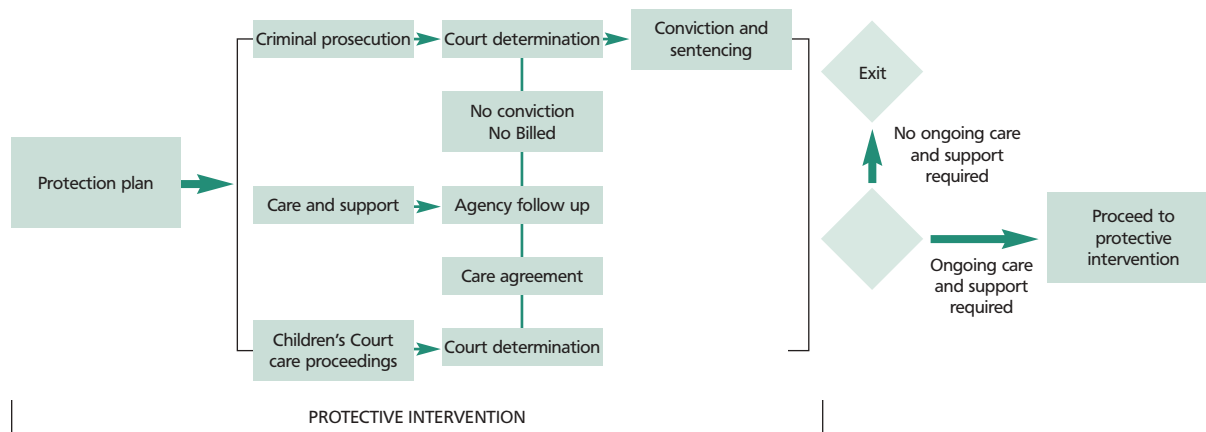 Protection plan
Criminal prosecution
Court determination
Conviction and
sentencing
No conviction
No Billed
Care and support
Agency follow up
Care agreement
Children’s Court
care proceedings
Court determination
Exit
No ongoing care
and support
required
Ongoing care
and support
required
Proceed to
protective
intervention
PROTECTIVE INTERVENTION